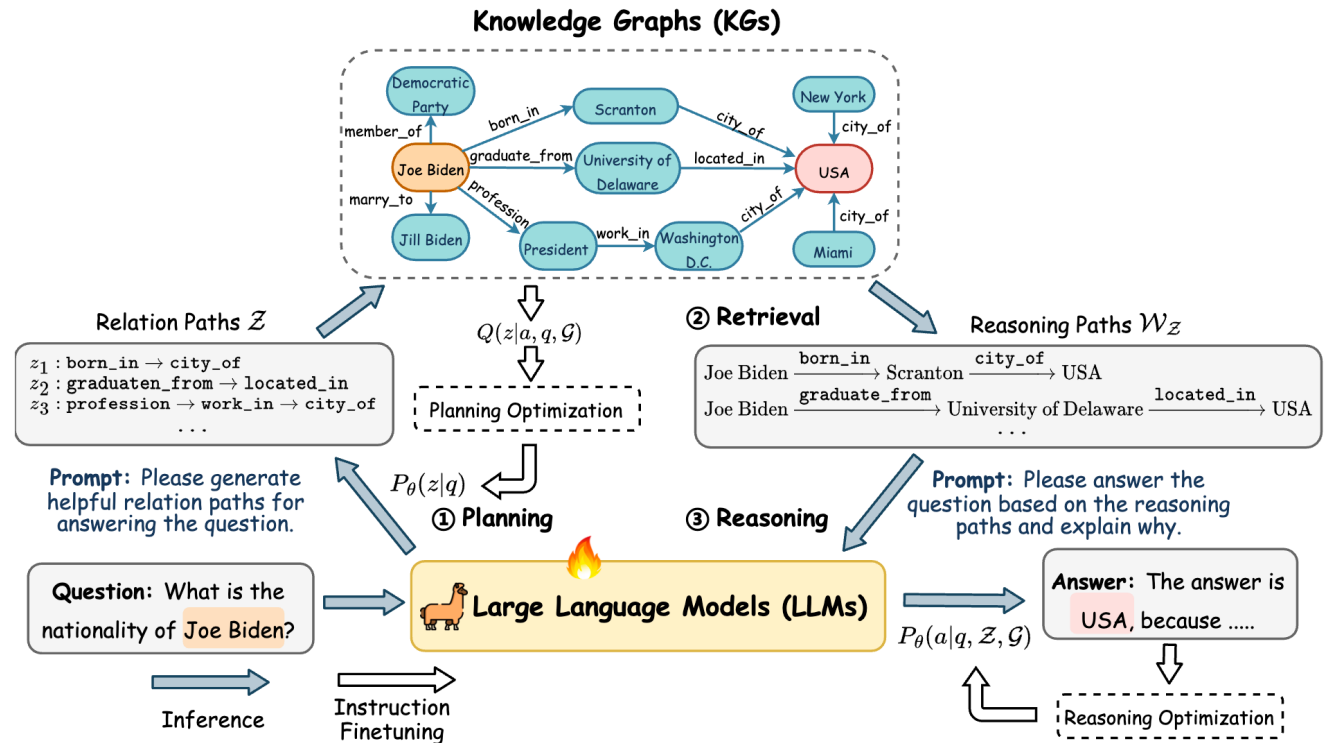 Knowledge Graphs (KGs)
Democratic
Party
member_of
Joe Biden
marry_to
Jill Biden
born_in
Scranton
city_of
graduate_from
University of
Delaware
located_in
profession
President
work_in
Washington
D.C.
city_of
New York
city_of
USA
city_of
Miami
Relation Paths 𝒵
z₁ : born_in → city_of
z₂ : graduaten_from → located_in
z₃ : profession → work_in → city_of
...
Q(z|a, q, 𝒢)
Planning Optimization
P_θ(z|q)
② Retrieval
Reasoning Paths 𝒲_𝒵
born_in city_of
Joe Biden → Scranton → USA
graduate_from located_in
Joe Biden → University of Delaware → USA
...
Prompt: Please generate
helpful relation paths for
answering the question.
① Planning
③ Reasoning
Prompt: Please answer the
question based on the reasoning
paths and explain why.
Question: What is the
nationality of Joe Biden?
Large Language Models (LLMs)
P_θ(a|q, 𝒵, 𝒢)
Answer: The answer is
USA, because .....
Inference
Instruction
Finetuning
Reasoning Optimization